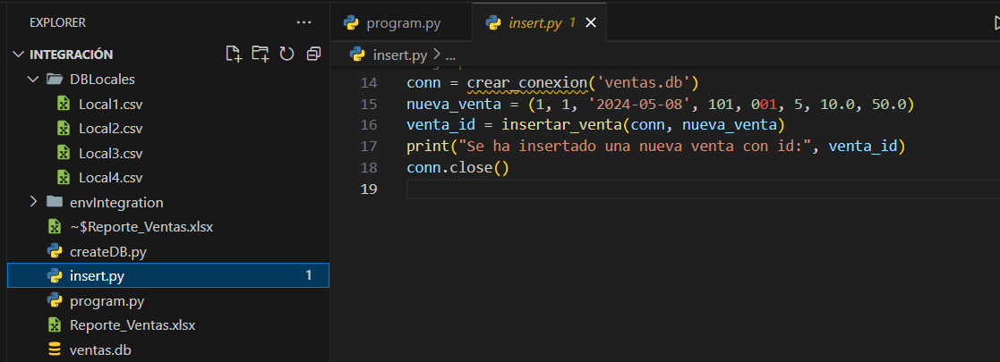 EXPLORER
INTEGRACIÓN
DBLocales
Local1.csv
Local2.csv
Local3.csv
Local4.csv
envIntegration
~$Reporte_Ventas.xlsx
createDB.py
insert.py 1
program.py
Reporte_Ventas.xlsx
ventas.db
program.py
insert.py 1
insert.py > ...
14 conn = crear_conexion('ventas.db')
15 nueva_venta = (1, 1, '2024-05-08', 101, 001, 5, 10.0, 50.0)
16 venta_id = insertar_venta(conn, nueva_venta)
17 print("Se ha insertado una nueva venta con id:", venta_id)
18 conn.close()
19